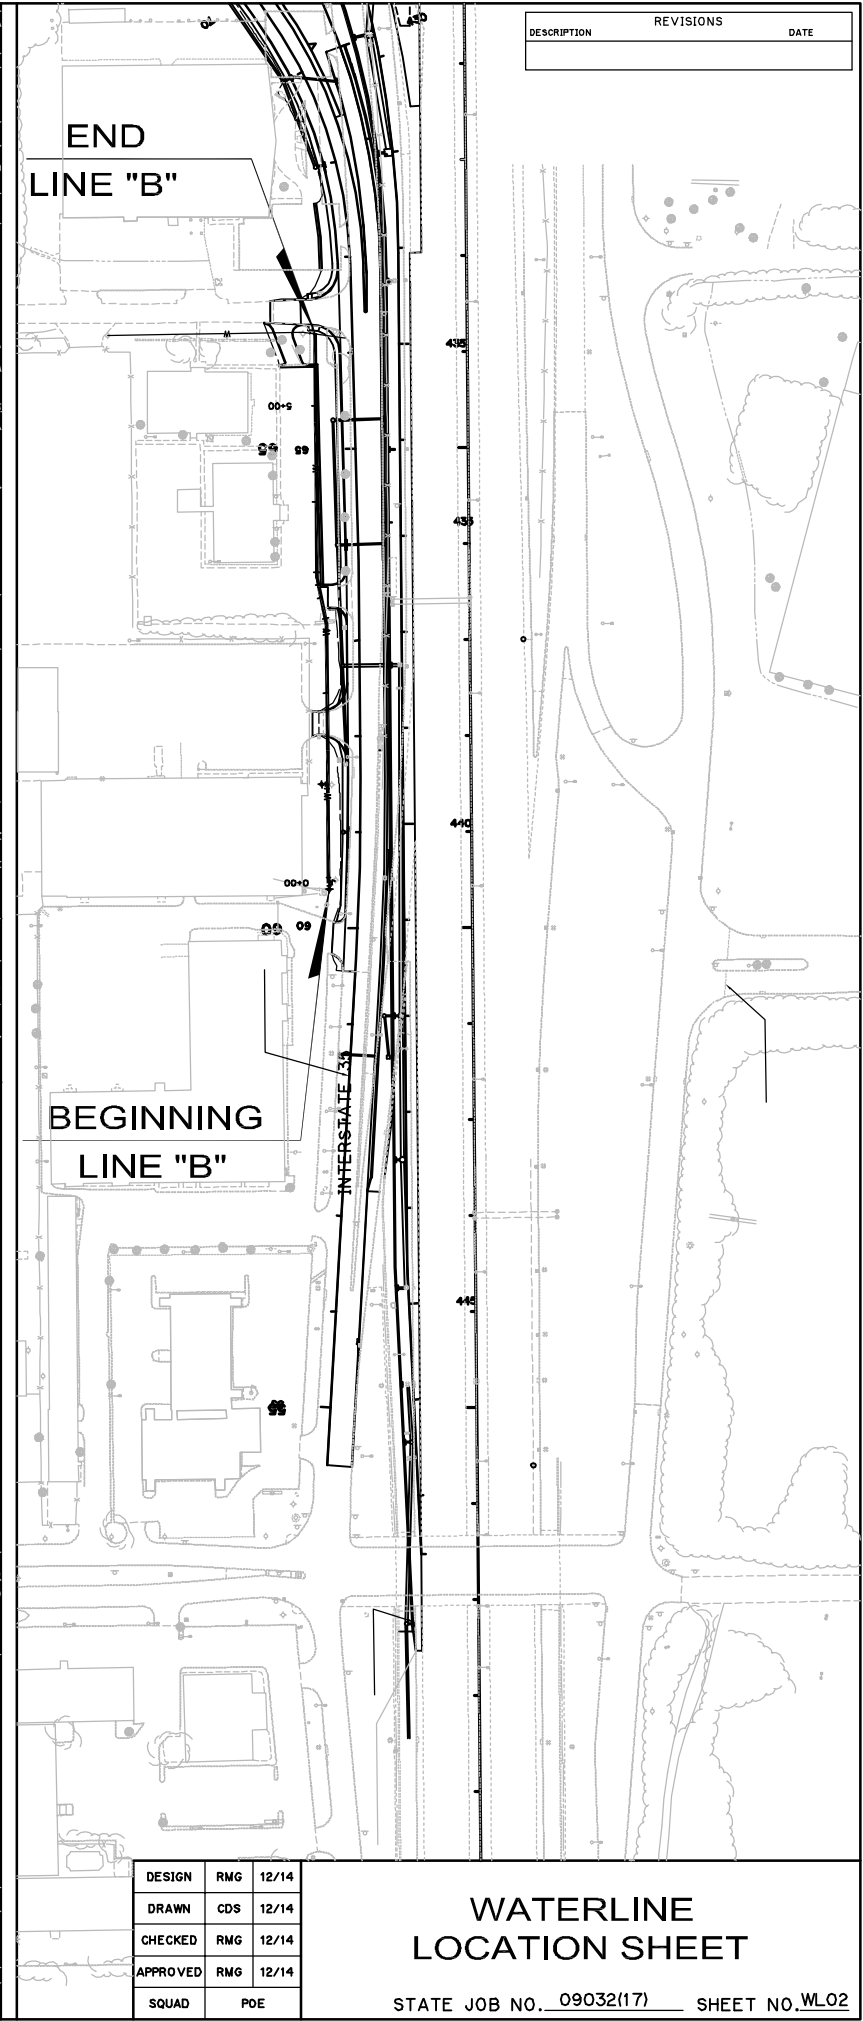 REVISIONS
DESCRIPTION DATE
END
LINE "B"
W
435
5+00
65
65
435
W
W
440
0+00
60
60
INTERSTATE
BEGINNING
LINE "B"
445
55
DESIGN RMG 12/14
DRAWN CDS 12/14
CHECKED RMG 12/14
APPROVED RMG 12/14
SQUAD POE
WATERLINE
LOCATION SHEET
STATE JOB NO. 09032(17) SHEET NO. WL02